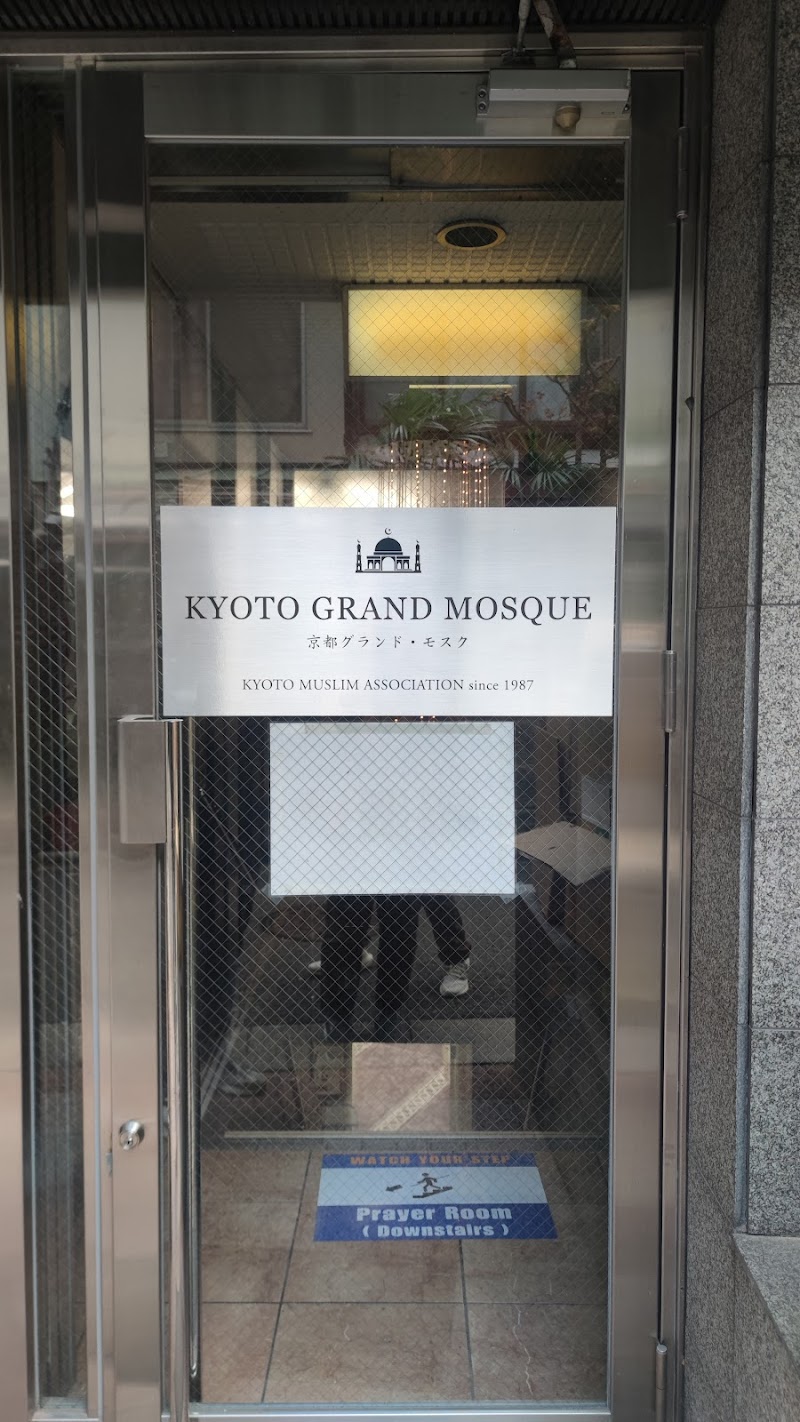 KYOTO GRAND MOSQUE
京都グランド・モスク
KYOTO MUSLIM ASSOCIATION since 1987
WATCH YOUR STEP
Prayer Room
( Downstairs )